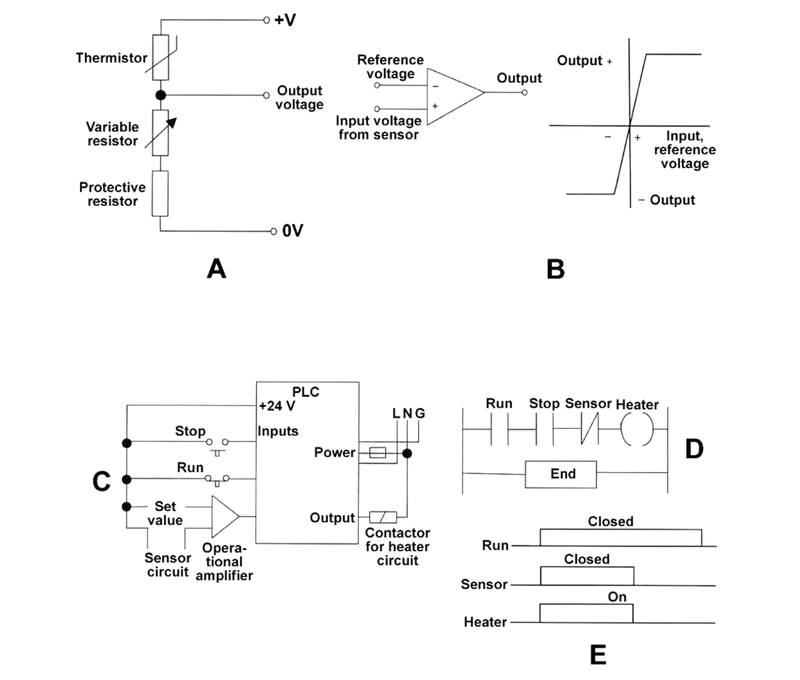 +V
Thermistor
Output
voltage
Variable
resistor
Protective
resistor
0V
A
Reference
voltage
−
+
Input voltage
from sensor
Output
Output +
−
+
Input,
reference
voltage
− Output
B
PLC
+24 V
Stop
Inputs
Run
Set
value
Sensor
circuit
Opera-
tional
amplifier
L N G
Power
Output
Contactor
for heater
circuit
C
Run Stop Sensor Heater
End
D
Closed
Run
Closed
Sensor
On
Heater
E